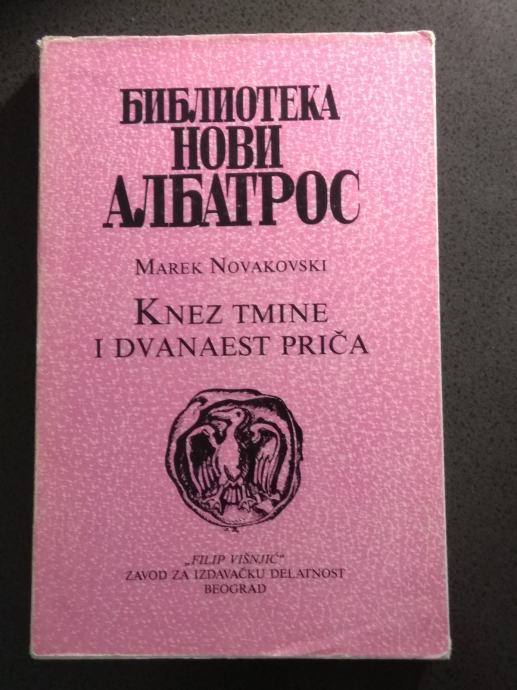 БИБЛИОТЕКА
НОВИ
АЛБАТРОС
MAREK NOVAKOVSKI
KNEZ TMINE
I DVANAEST PRIČA
„FILIP VIŠNJIĆ“
ZAVOD ZA IZDAVAČKU DELATNOST
BEOGRAD